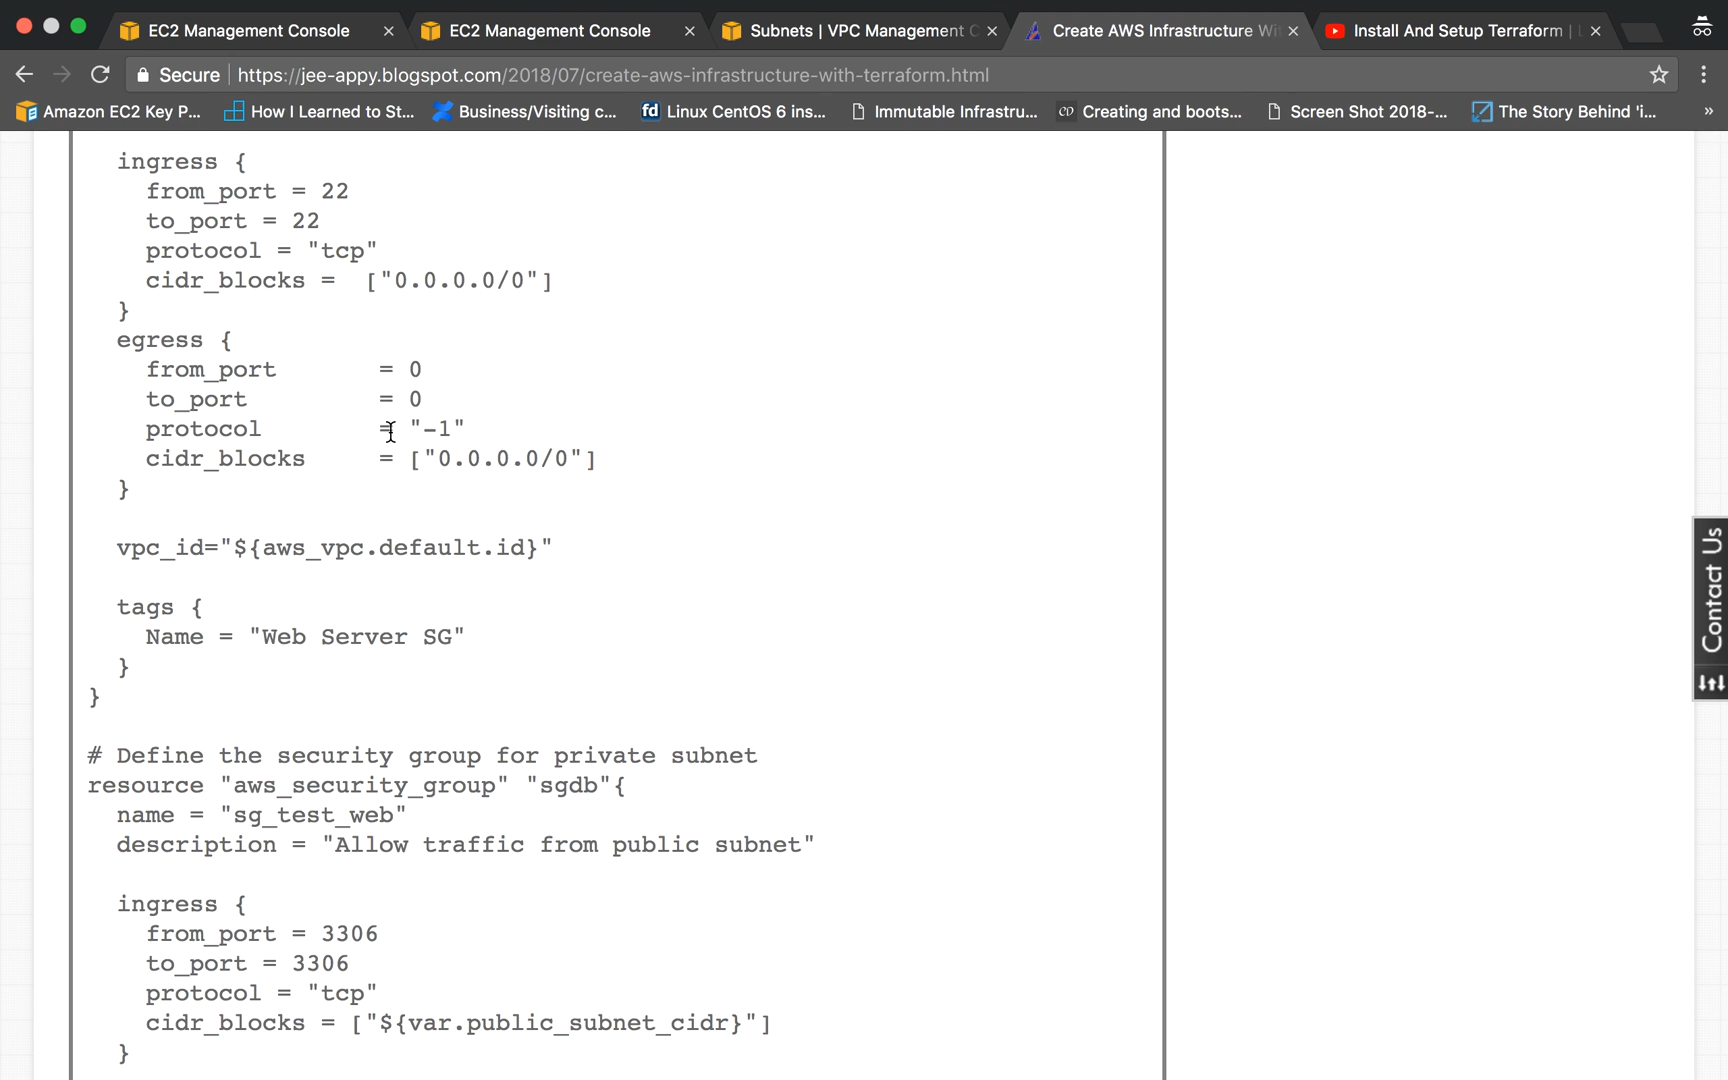 EC2 Management Console
EC2 Management Console
Subnets | VPC Management C
Create AWS Infrastructure Wi
Install And Setup Terraform | L
Secure
https://jee-appy.blogspot.com/2018/07/create-aws-infrastructure-with-terraform.html
Amazon EC2 Key P...
How I Learned to St...
Business/Visiting c...
fd Linux CentOS 6 ins...
Immutable Infrastru...
Creating and boots...
Screen Shot 2018-...
The Story Behind 'i...
»
ingress {
from_port = 22
to_port = 22
protocol = "tcp"
cidr_blocks =  ["0.0.0.0/0"]
}
egress {
from_port       = 0
to_port         = 0
protocol        = "-1"
cidr_blocks     = ["0.0.0.0/0"]
}
vpc_id="${aws_vpc.default.id}"
tags {
Name = "Web Server SG"
}
}
# Define the security group for private subnet
resource "aws_security_group" "sgdb"{
name = "sg_test_web"
description = "Allow traffic from public subnet"
ingress {
from_port = 3306
to_port = 3306
protocol = "tcp"
cidr_blocks = ["${var.public_subnet_cidr}"]
}
Contact Us